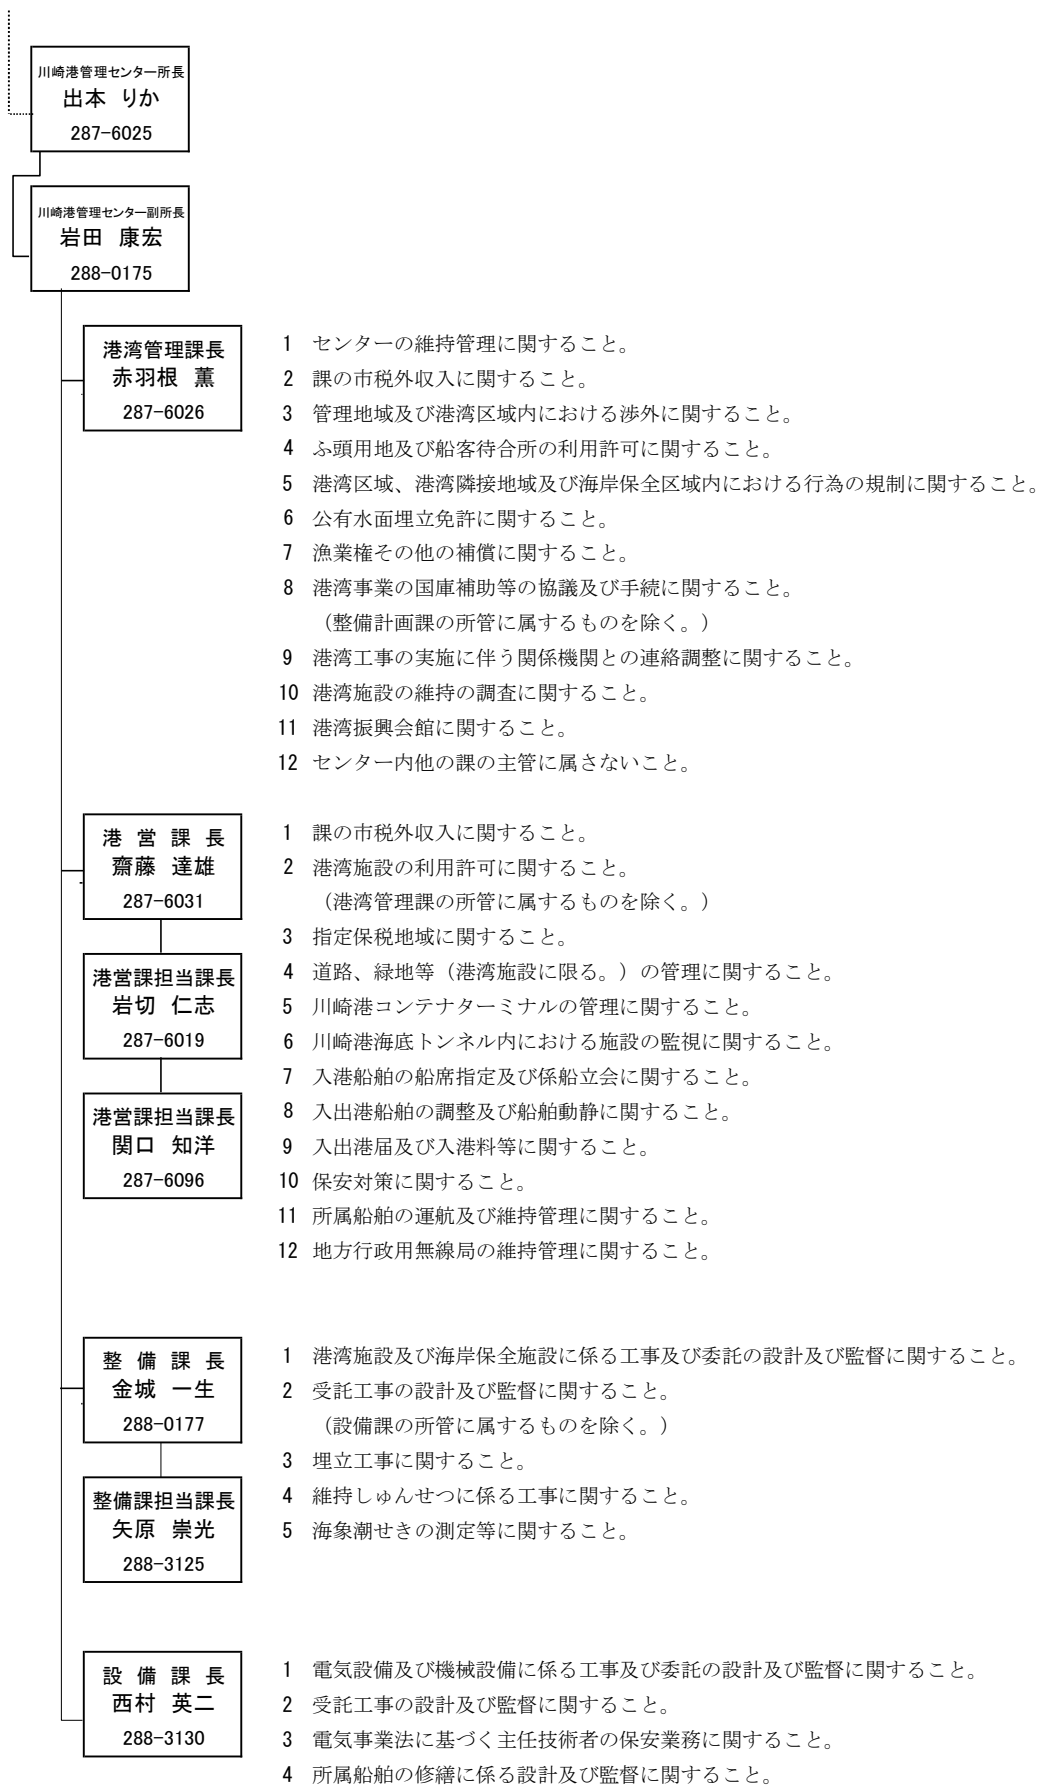 川崎港管理センター所長
出本 りか
287-6025
川崎港管理センター副所長
岩田 康宏
288-0175
港湾管理課長
赤羽根 薫
287-6026
1 センターの維持管理に関すること。
2 課の市税外収入に関すること。
3 管理地域及び港湾区域内における渉外に関すること。
4 ふ頭用地及び船客待合所の利用許可に関すること。
5 港湾区域、港湾隣接地域及び海岸保全区域内における行為の規制に関すること。
6 公有水面埋立免許に関すること。
7 漁業権その他の補償に関すること。
8 港湾事業の国庫補助等の協議及び手続に関すること。
（整備計画課の所管に属するものを除く。）
9 港湾工事の実施に伴う関係機関との連絡調整に関すること。
10 港湾施設の維持の調査に関すること。
11 港湾振興会館に関すること。
12 センター内他の課の主管に属さないこと。
港 営 課 長
齋藤 達雄
287-6031
港営課担当課長
岩切 仁志
287-6019
港営課担当課長
関口 知洋
287-6096
1 課の市税外収入に関すること。
2 港湾施設の利用許可に関すること。
（港湾管理課の所管に属するものを除く。）
3 指定保税地域に関すること。
4 道路、緑地等（港湾施設に限る。）の管理に関すること。
5 川崎港コンテナターミナルの管理に関すること。
6 川崎港海底トンネル内における施設の監視に関すること。
7 入港船舶の船席指定及び係船立会に関すること。
8 入出港船舶の調整及び船舶動静に関すること。
9 入出港届及び入港料等に関すること。
10 保安対策に関すること。
11 所属船舶の運航及び維持管理に関すること。
12 地方行政用無線局の維持管理に関すること。
整 備 課 長
金城 一生
288-0177
整備課担当課長
矢原 崇光
288-3125
1 港湾施設及び海岸保全施設に係る工事及び委託の設計及び監督に関すること。
2 受託工事の設計及び監督に関すること。
（設備課の所管に属するものを除く。）
3 埋立工事に関すること。
4 維持しゅんせつに係る工事に関すること。
5 海象潮せきの測定等に関すること。
設 備 課 長
西村 英二
288-3130
1 電気設備及び機械設備に係る工事及び委託の設計及び監督に関すること。
2 受託工事の設計及び監督に関すること。
3 電気事業法に基づく主任技術者の保安業務に関すること。
4 所属船舶の修繕に係る設計及び監督に関すること。